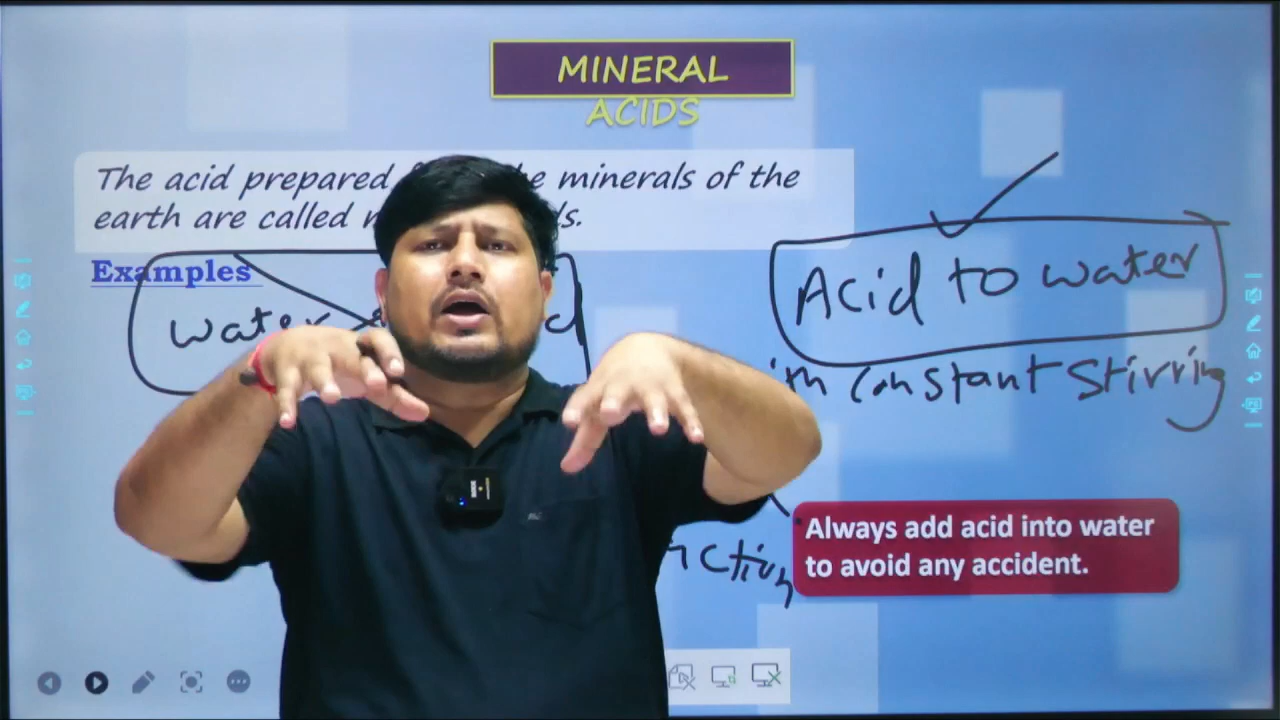 MINERAL
ACIDS
The acid prepared minerals of the
earth are called
Examples
Water
Acid to water
constant stirring
Always add acid into water
to avoid any accident.